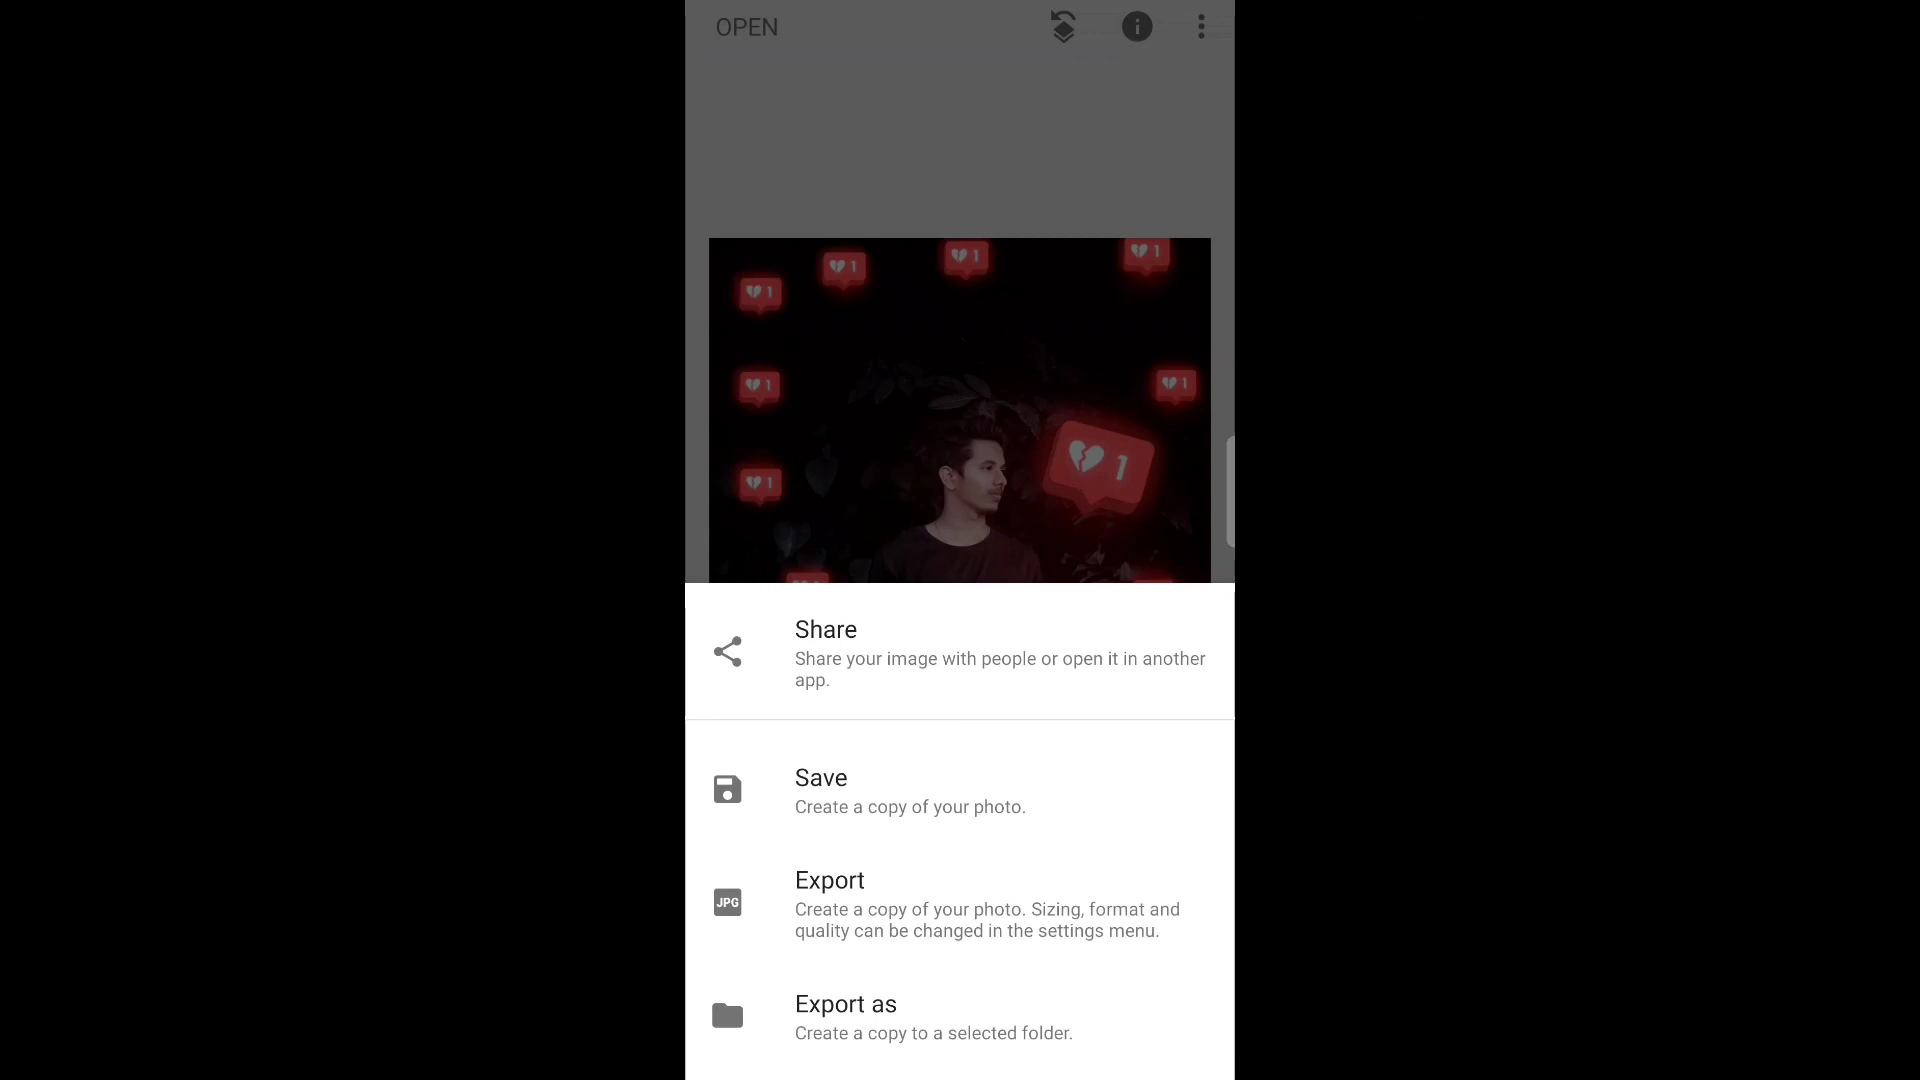 OPEN
1
1
1
1
1
1
1
1
Share
Share your image with people or open it in another
app.
Save
Create a copy of your photo.
JPG
Export
Create a copy of your photo. Sizing, format and
quality can be changed in the settings menu.
Export as
Create a copy to a selected folder.